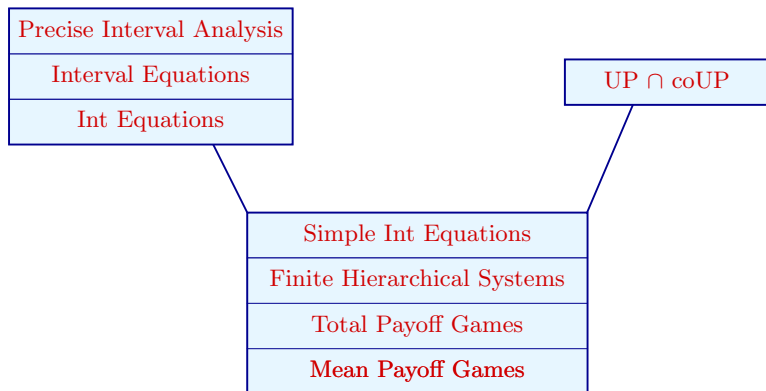 Precise Interval Analysis
Interval Equations
Int Equations
UP ∩ coUP
Simple Int Equations
Finite Hierarchical Systems
Total Payoff Games
Mean Payoff Games